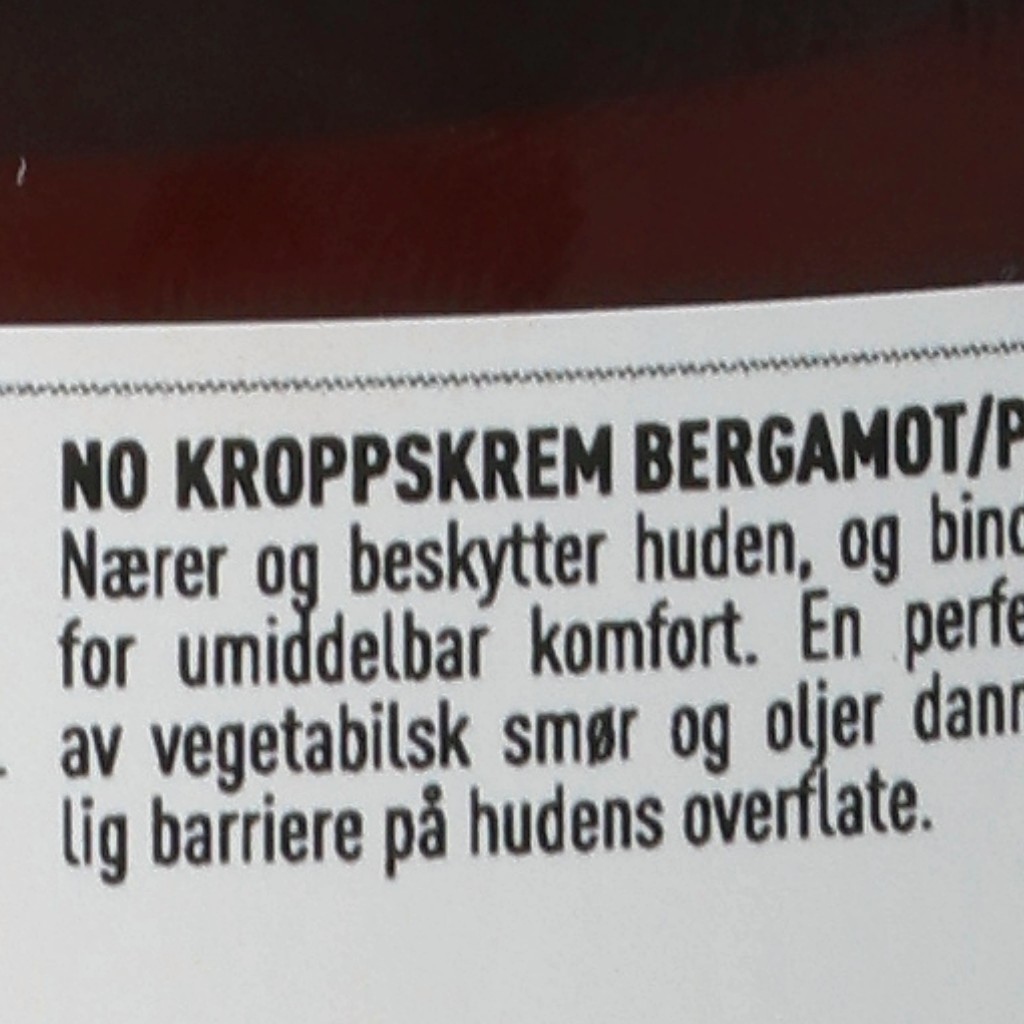 NO KROPPSKREM BERGAMOT/P
Nærer og beskytter huden, og bind
for umiddelbar komfort. En perfe
av vegetabilsk smør og oljer dann
lig barriere på hudens overflate.